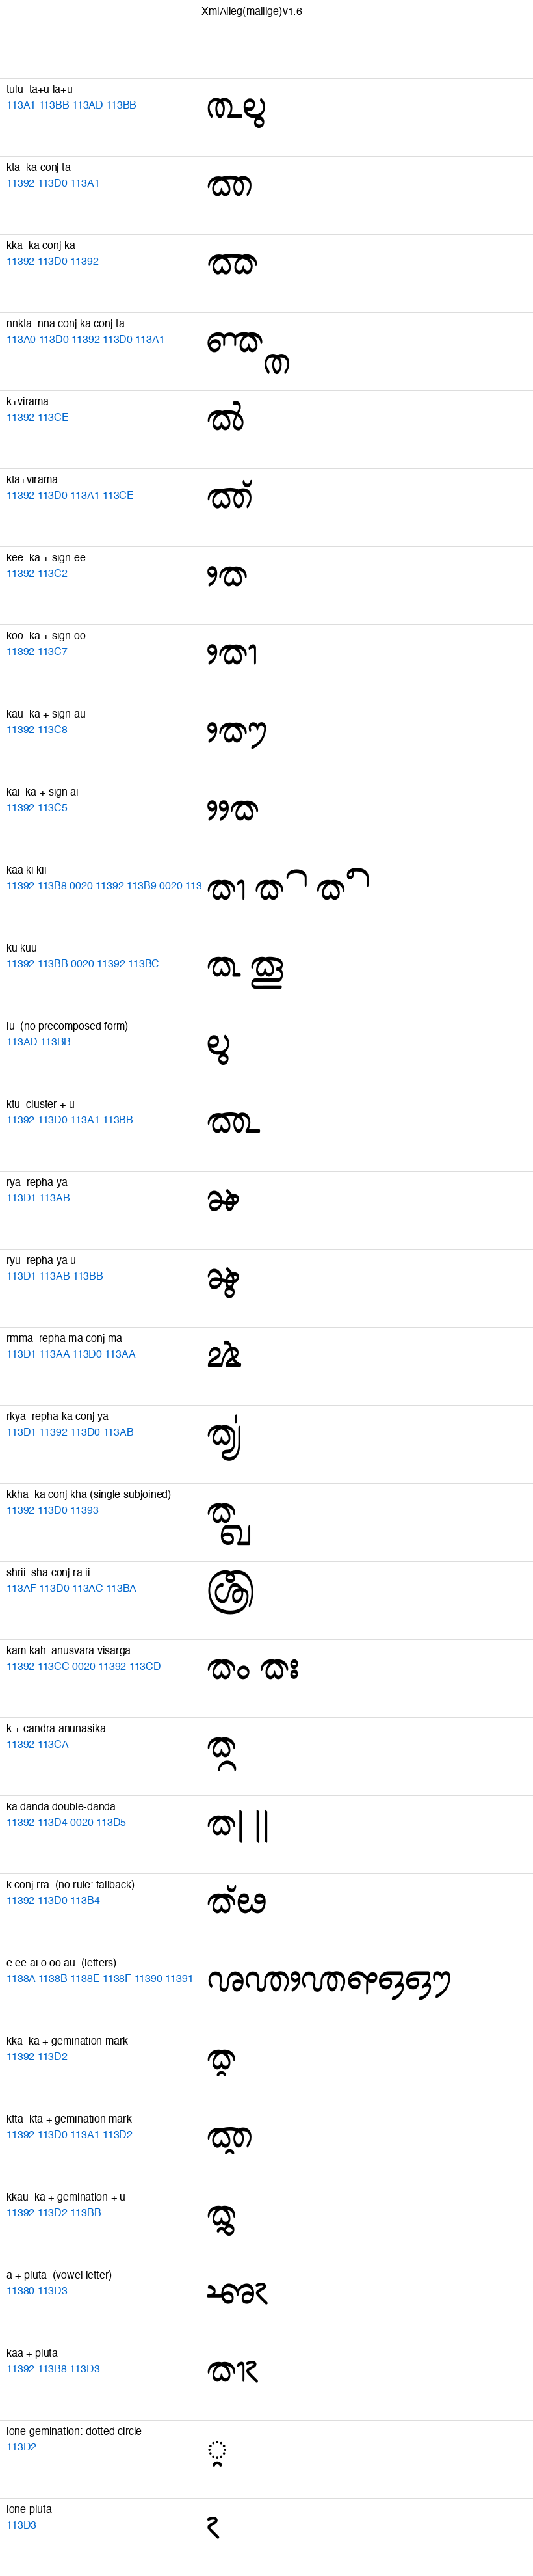 XmlAlieg(mallige)v1.6
tulu ta+u la+u
113A1 113BB 113AD 113BB 𑎡𑎻𑎭𑎻
kta ka conj ta
11392 113D0 113A1 𑎒𑏐𑎡
kka ka conj ka
11392 113D0 11392 𑎒𑏐𑎒
nnkta nna conj ka conj ta
113A0 113D0 11392 113D0 113A1 𑎠𑏐𑎒𑏐𑎡
k+virama
11392 113CE 𑎒𑏎
kta+virama
11392 113D0 113A1 113CE 𑎒𑏐𑎡𑏎
kee ka + sign ee
11392 113C2 𑎒𑏂
koo ka + sign oo
11392 113C7 𑎒𑏇
kau ka + sign au
11392 113C8 𑎒𑏈
kai ka + sign ai
11392 113C5 𑎒𑏅
kaa ki kii
11392 113B8 0020 11392 113B9 0020 113 𑎒𑎸 𑎒𑎹 𑎒𑎺
ku kuu
11392 113BB 0020 11392 113BC 𑎒𑎻 𑎒𑎼
lu (no precomposed form)
113AD 113BB 𑎭𑎻
ktu cluster + u
11392 113D0 113A1 113BB 𑎒𑏐𑎡𑎻
rya repha ya
113D1 113AB 𑏑𑎫
ryu repha ya u
113D1 113AB 113BB 𑏑𑎫𑎻
rmma repha ma conj ma
113D1 113AA 113D0 113AA 𑏑𑎪𑏐𑎪
rkya repha ka conj ya
113D1 11392 113D0 113AB 𑏑𑎒𑏐𑎫
kkha ka conj kha (single subjoined)
11392 113D0 11393 𑎒𑏐𑎓
shrii sha conj ra ii
113AF 113D0 113AC 113BA 𑎯𑏐𑎬𑎺
kam kah anusvara visarga
11392 113CC 0020 11392 113CD 𑎒𑏌 𑎒𑏍
k + candra anunasika
11392 113CA 𑎒𑏊
ka danda double-danda
11392 113D4 0020 113D5 𑎒𑏔 𑏕
k conj rra (no rule: fallback)
11392 113D0 113B4 𑎒𑏐𑎴
e ee ai o oo au (letters)
1138A 1138B 1138E 1138F 11390 11391 𑎊𑎋𑎎𑎏𑎐𑎑
kka ka + gemination mark
11392 113D2 𑎒𑏒
ktta kta + gemination mark
11392 113D0 113A1 113D2 𑎒𑏐𑎡𑏒
kkau ka + gemination + u
11392 113D2 113BB 𑎒𑏒𑎻
a + pluta (vowel letter)
11380 113D3 𑎀𑏓
kaa + pluta
11392 113B8 113D3 𑎒𑎸𑏓
lone gemination: dotted circle
113D2 𑏒
lone pluta
113D3 𑏓